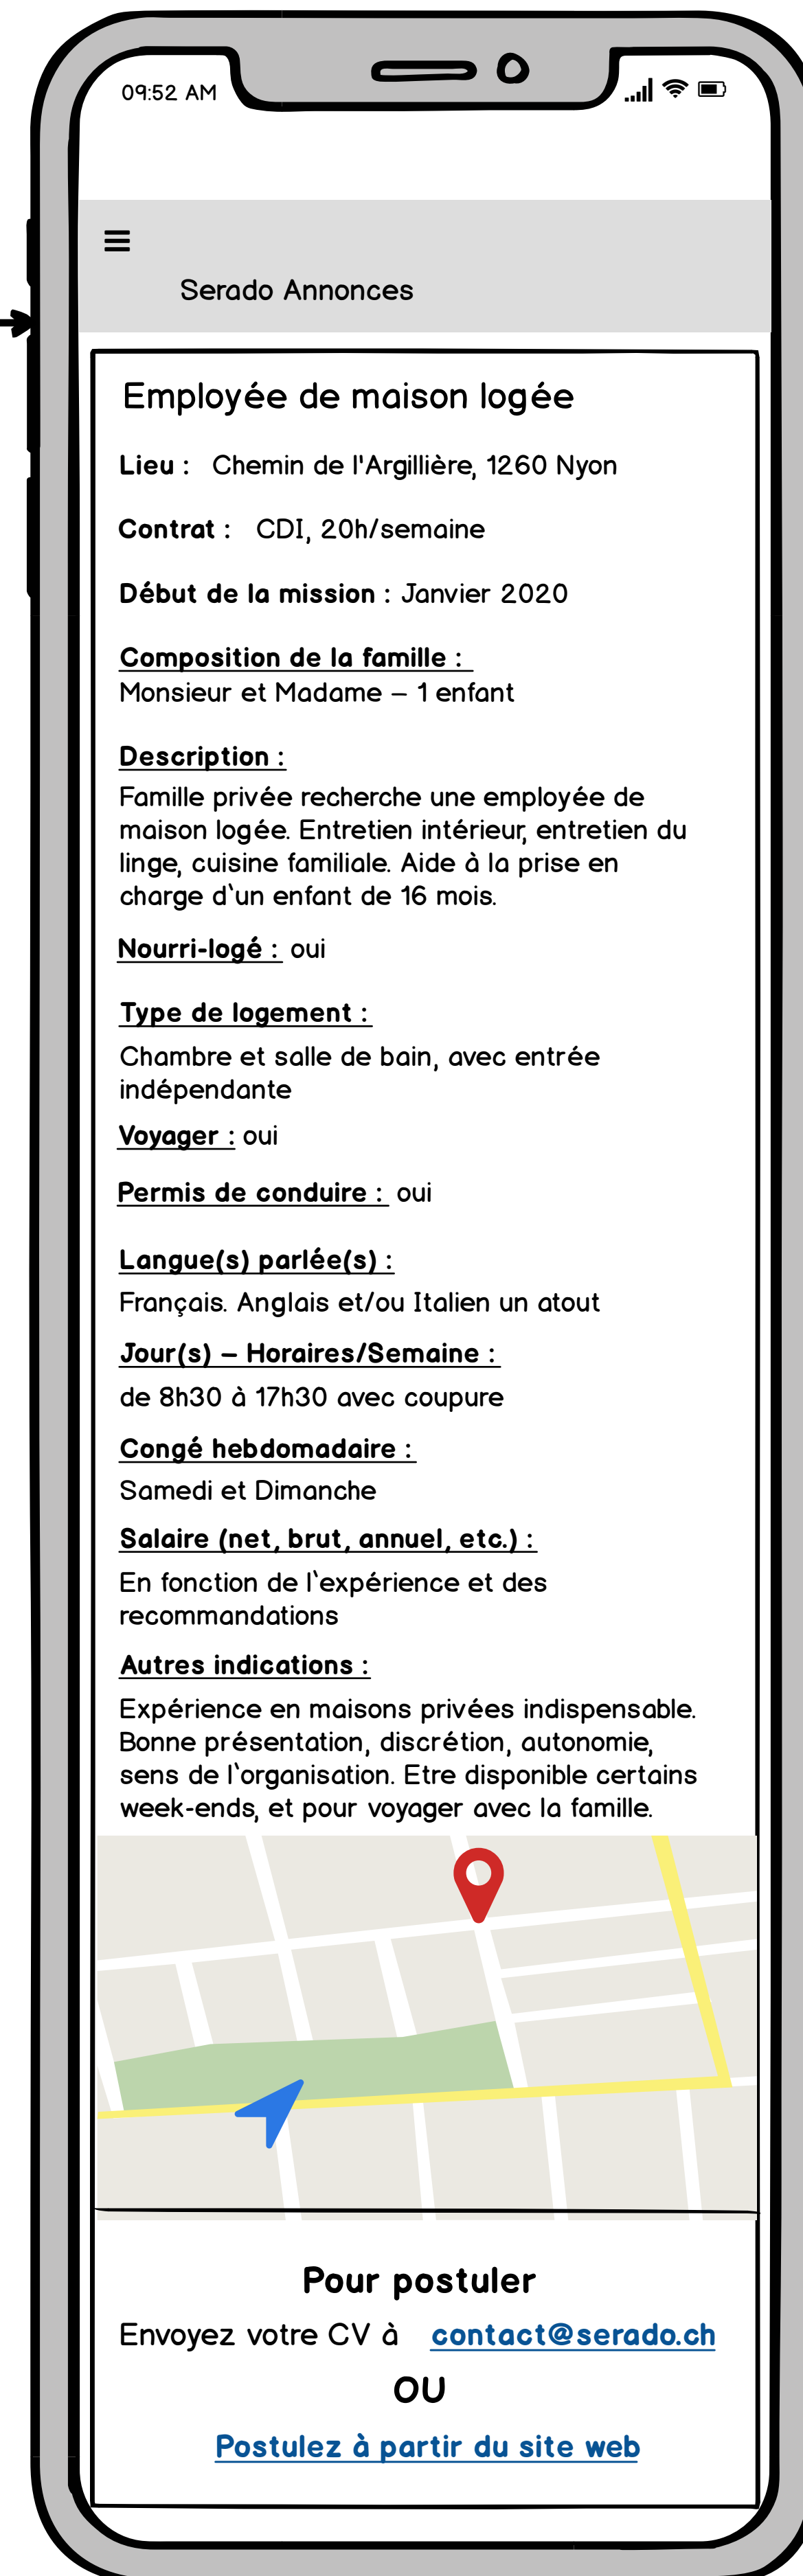 09:52 AM
Serado Annonces
Employée de maison logée
Lieu : Chemin de l'Argillière, 1260 Nyon
Contrat : CDI, 20h/semaine
Début de la mission : Janvier 2020
Composition de la famille :
Monsieur et Madame – 1 enfant
Description :
Famille privée recherche une employée de
maison logée. Entretien intérieur, entretien du
linge, cuisine familiale. Aide à la prise en
charge d`un enfant de 16 mois.
Nourri-logé : oui
Type de logement :
Chambre et salle de bain, avec entrée
indépendante
Voyager : oui
Permis de conduire : oui
Langue(s) parlée(s) :
Français. Anglais et/ou Italien un atout
Jour(s) – Horaires/Semaine :
de 8h30 à 17h30 avec coupure
Congé hebdomadaire :
Samedi et Dimanche
Salaire (net, brut, annuel, etc.) :
En fonction de l`expérience et des
recommandations
Autres indications :
Expérience en maisons privées indispensable.
Bonne présentation, discrétion, autonomie,
sens de l`organisation. Etre disponible certains
week-ends, et pour voyager avec la famille.
Pour postuler
Envoyez votre CV à contact@serado.ch
OU
Postulez à partir du site web